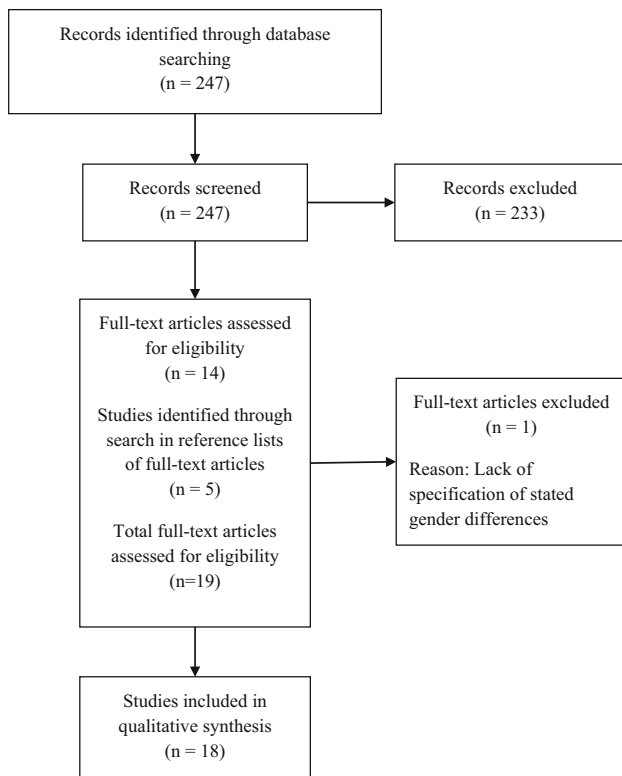 Records identified through database
searching
(n = 247)
Records screened
(n = 247)
Records excluded
(n = 233)
Full-text articles assessed
for eligibility
(n = 14)
Studies identified through
search in reference lists
of full-text articles
(n = 5)
Total full-text articles
assessed for eligibility
(n=19)
Full-text articles excluded
(n = 1)
Reason: Lack of
specification of stated
gender differences
Studies included in
qualitative synthesis
(n = 18)